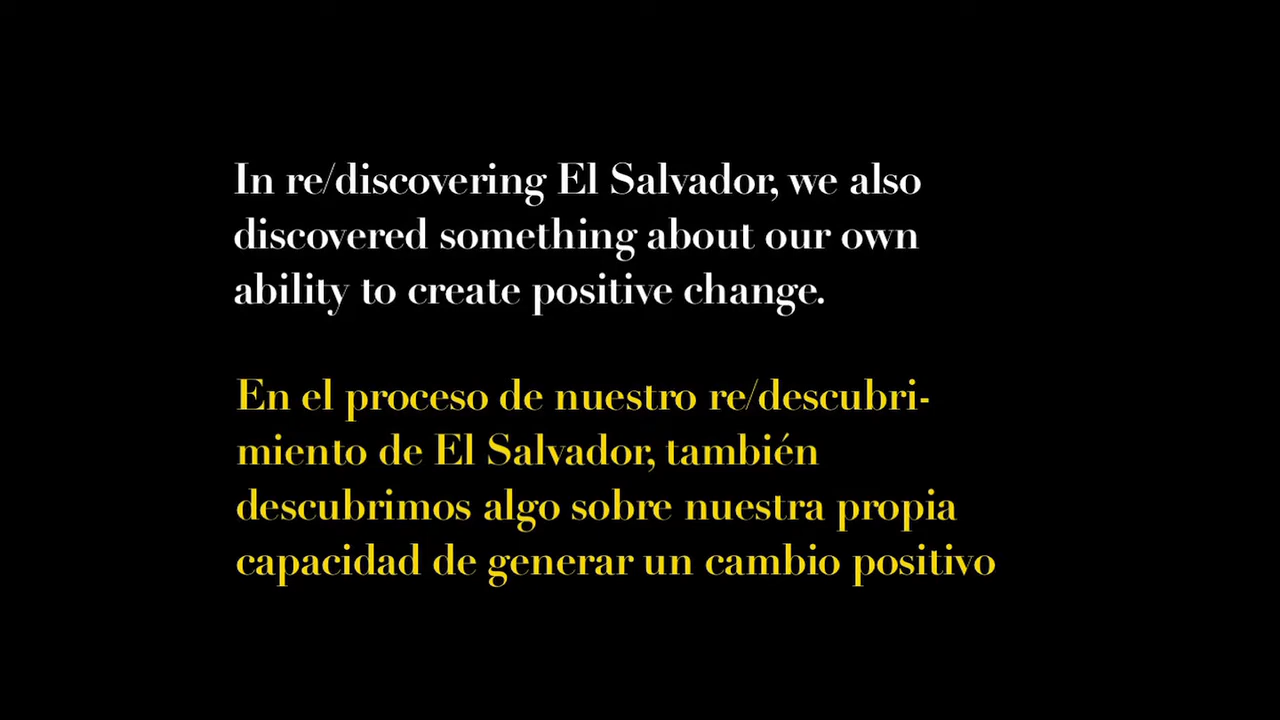 In re/discovering El Salvador, we also
discovered something about our own
ability to create positive change.
En el proceso de nuestro re/descubri-
miento de El Salvador, también
descubrimos algo sobre nuestra propia
capacidad de generar un cambio positivo